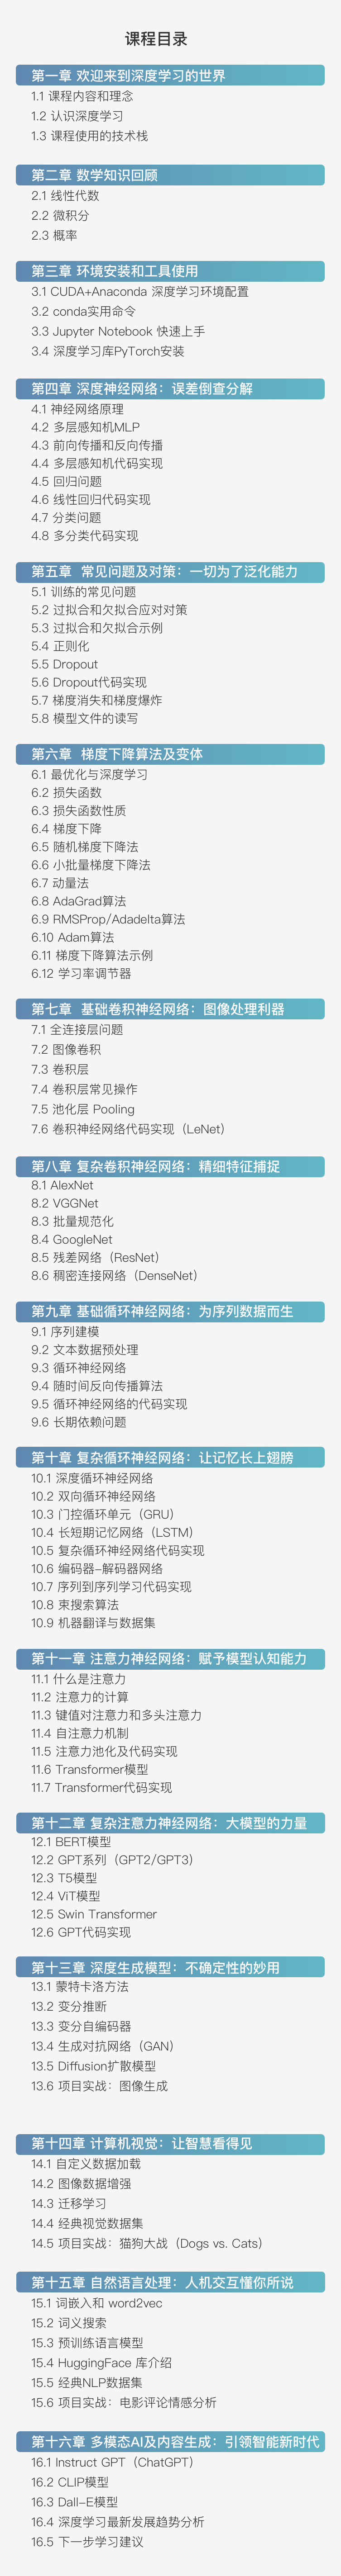 课程目录
第一章 欢迎来到深度学习的世界
1.1 课程内容和理念
1.2 认识深度学习
1.3 课程使用的技术栈
第二章 数学知识回顾
2.1 线性代数
2.2 微积分
2.3 概率
第三章 环境安装和工具使用
3.1 CUDA+Anaconda 深度学习环境配置
3.2 conda实用命令
3.3 Jupyter Notebook 快速上手
3.4 深度学习库PyTorch安装
第四章 深度神经网络：误差倒查分解
4.1 神经网络原理
4.2 多层感知机MLP
4.3 前向传播和反向传播
4.4 多层感知机代码实现
4.5 回归问题
4.6 线性回归代码实现
4.7 分类问题
4.8 多分类代码实现
第五章 常见问题及对策：一切为了泛化能力
5.1 训练的常见问题
5.2 过拟合和欠拟合应对对策
5.3 过拟合和欠拟合示例
5.4 正则化
5.5 Dropout
5.6 Dropout代码实现
5.7 梯度消失和梯度爆炸
5.8 模型文件的读写
第六章 梯度下降算法及变体
6.1 最优化与深度学习
6.2 损失函数
6.3 损失函数性质
6.4 梯度下降
6.5 随机梯度下降法
6.6 小批量梯度下降法
6.7 动量法
6.8 AdaGrad算法
6.9 RMSProp/Adadelta算法
6.10 Adam算法
6.11 梯度下降算法示例
6.12 学习率调节器
第七章 基础卷积神经网络：图像处理利器
7.1 全连接层问题
7.2 图像卷积
7.3 卷积层
7.4 卷积层常见操作
7.5 池化层 Pooling
7.6 卷积神经网络代码实现（LeNet）
第八章 复杂卷积神经网络：精细特征捕捉
8.1 AlexNet
8.2 VGGNet
8.3 批量规范化
8.4 GoogleNet
8.5 残差网络（ResNet）
8.6 稠密连接网络（DenseNet）
第九章 基础循环神经网络：为序列数据而生
9.1 序列建模
9.2 文本数据预处理
9.3 循环神经网络
9.4 随时间反向传播算法
9.5 循环神经网络的代码实现
9.6 长期依赖问题
第十章 复杂循环神经网络：让记忆长上翅膀
10.1 深度循环神经网络
10.2 双向循环神经网络
10.3 门控循环单元（GRU）
10.4 长短期记忆网络（LSTM）
10.5 复杂循环神经网络代码实现
10.6 编码器-解码器网络
10.7 序列到序列学习代码实现
10.8 束搜索算法
10.9 机器翻译与数据集
第十一章 注意力神经网络：赋予模型认知能力
11.1 什么是注意力
11.2 注意力的计算
11.3 键值对注意力和多头注意力
11.4 自注意力机制
11.5 注意力池化及代码实现
11.6 Transformer模型
11.7 Transformer代码实现
第十二章 复杂注意力神经网络：大模型的力量
12.1 BERT模型
12.2 GPT系列（GPT2/GPT3）
12.3 T5模型
12.4 ViT模型
12.5 Swin Transformer
12.6 GPT代码实现
第十三章 深度生成模型：不确定性的妙用
13.1 蒙特卡洛方法
13.2 变分推断
13.3 变分自编码器
13.4 生成对抗网络（GAN）
13.5 Diffusion扩散模型
13.6 项目实战：图像生成
第十四章 计算机视觉：让智慧看得见
14.1 自定义数据加载
14.2 图像数据增强
14.3 迁移学习
14.4 经典视觉数据集
14.5 项目实战：猫狗大战（Dogs vs. Cats）
第十五章 自然语言处理：人机交互懂你所说
15.1 词嵌入和 word2vec
15.2 词义搜索
15.3 预训练语言模型
15.4 HuggingFace 库介绍
15.5 经典NLP数据集
15.6 项目实战：电影评论情感分析
第十六章 多模态AI及内容生成：引领智能新时代
16.1 Instruct GPT（ChatGPT）
16.2 CLIP模型
16.3 Dall-E模型
16.4 深度学习最新发展趋势分析
16.5 下一步学习建议